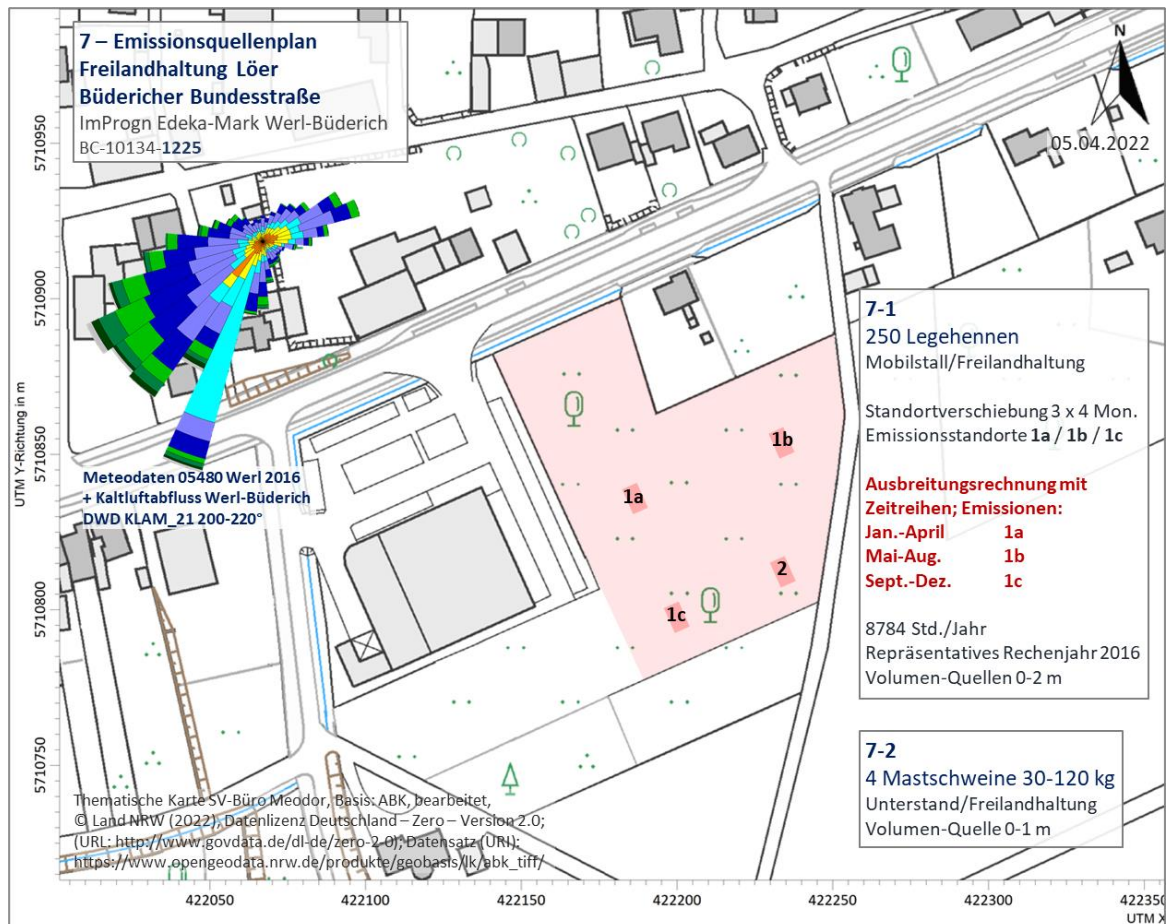 7 – Emissionsquellenplan
Freilandhaltung Löer
Büdericher Bundesstraße
ImProgn Edeka-Mark Werl-Büderich
BC-10134-1225
N
05.04.2022
Meteodaten 05480 Werl 2016
+ Kaltluftabfluss Werl-Büderich
DWD KLAM_21 200-220°
1a
1b
1c
2
7-1
250 Legehennen
Mobilstall/Freilandhaltung
Standortverschiebung 3 x 4 Mon.
Emissionsstandorte 1a / 1b / 1c
Ausbreitungsrechnung mit
Zeitreihen; Emissionen:
Jan.-April 1a
Mai-Aug. 1b
Sept.-Dez. 1c
8784 Std./Jahr
Repräsentatives Rechenjahr 2016
Volumen-Quellen 0-2 m
7-2
4 Mastschweine 30-120 kg
Unterstand/Freilandhaltung
Volumen-Quelle 0-1 m
Thematische Karte SV-Büro Meodor, Basis: ABK, bearbeitet,
© Land NRW (2022), Datenlizenz Deutschland – Zero – Version 2.0;
(URL: http://www.govdata.de/dl-de/zero-2-0); Datensatz (URI):
https://www.opengeodata.nrw.de/produkte/geobasis/lk/abk_tiff/
UTM Y-Richtung in m
5710950
5710900
5710850
5710800
5710750
422050 422100 422150 422200 422250 422300 422350
UTM X